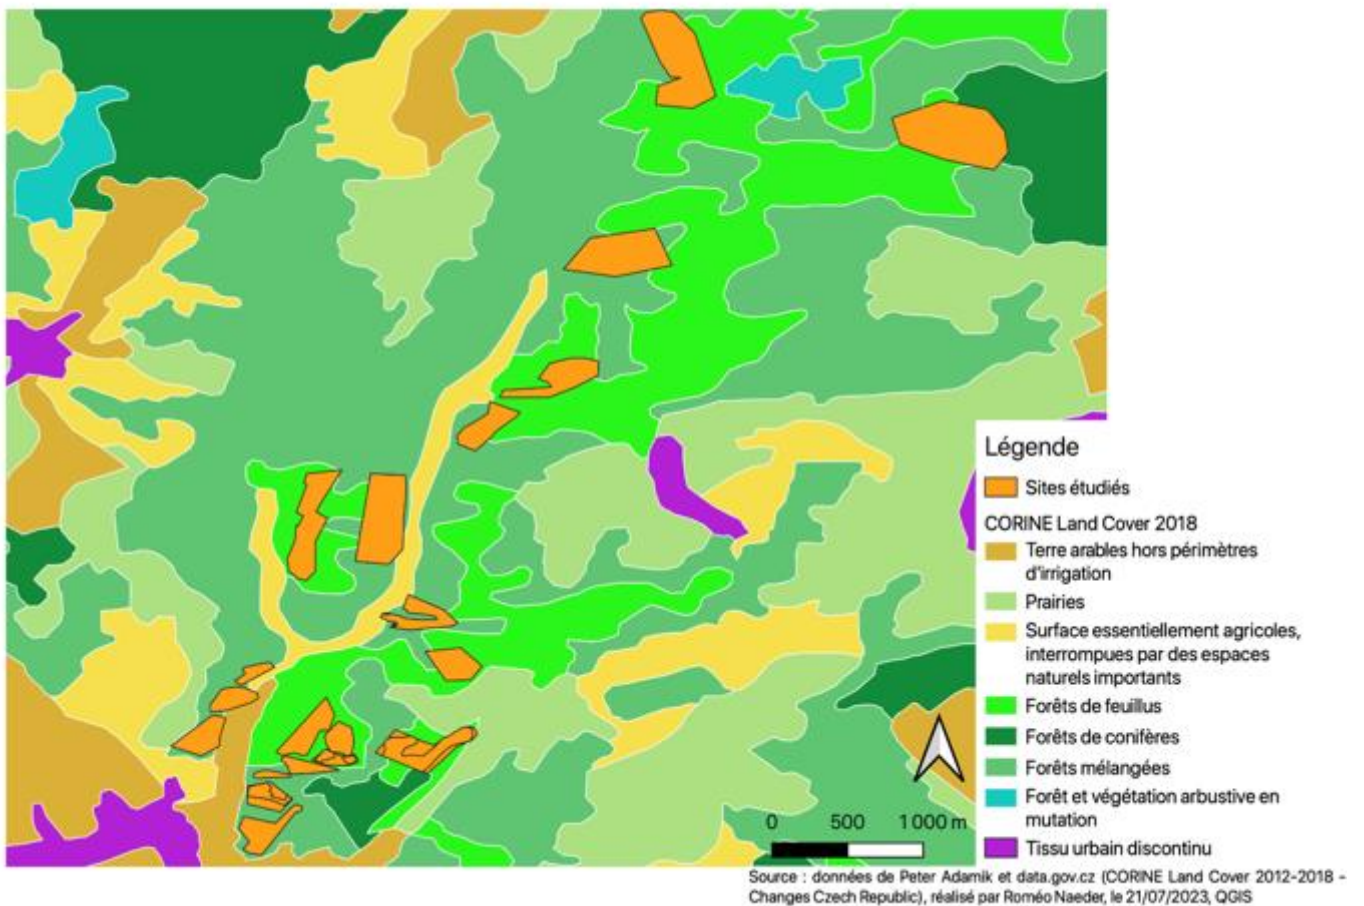 Légende
Sites étudiés
CORINE Land Cover 2018
Terre arables hors périmètres
d'irrigation
Prairies
Surface essentiellement agricoles,
interrompues par des espaces
naturels importants
Forêts de feuillus
Forêts de conifères
Forêts mélangées
Forêt et végétation arbustive en
mutation
Tissu urbain discontinu
0 500 1 000 m
Source : données de Peter Adamik et data.gov.cz (CORINE Land Cover 2012-2018 -
Changes Czech Republic), réalisé par Roméo Naeder, le 21/07/2023, QGIS